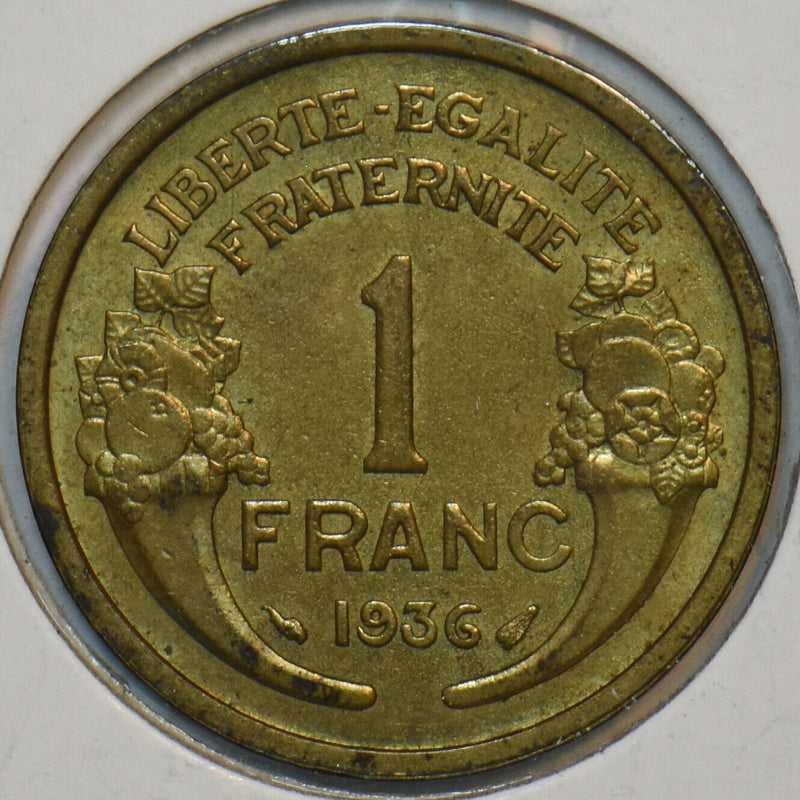 LIBERTE-EGALITE
FRATERNITE
1
FRANC
1936